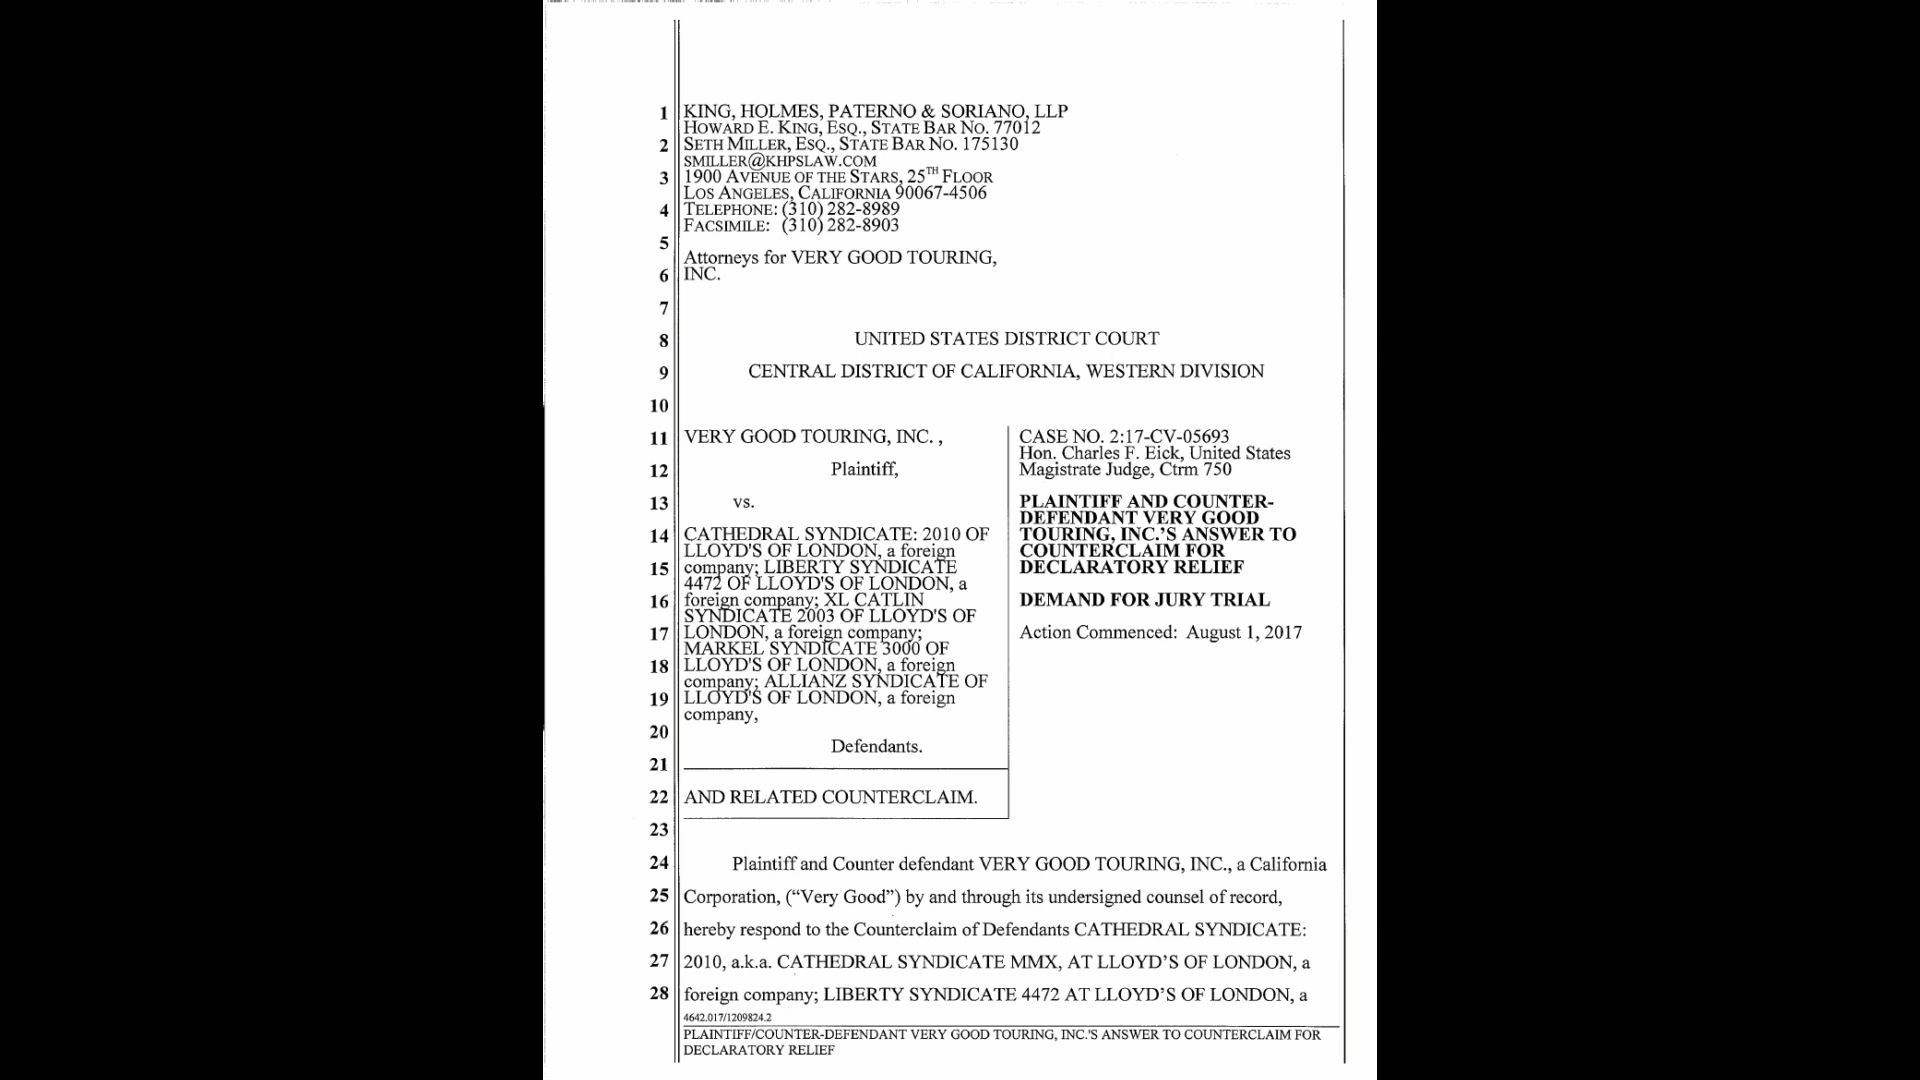 1 KING, HOLMES, PATERNO & SORIANO, LLP
HOWARD E. KING, ESQ., STATE BAR NO. 77012
2 SETH MILLER, ESQ., STATE BAR NO. 175130
SMILLER@KHPSLAW.COM
3 1900 AVENUE OF THE STARS, 25TH FLOOR
LOS ANGELES, CALIFORNIA 90067-4506
4 TELEPHONE: (310) 282-8989
FACSIMILE: (310) 282-8903
5
Attorneys for VERY GOOD TOURING,
6 INC.
7
8 UNITED STATES DISTRICT COURT
9 CENTRAL DISTRICT OF CALIFORNIA, WESTERN DIVISION
10
11 VERY GOOD TOURING, INC. ,
12 Plaintiff,
13 vs.
14 CATHEDRAL SYNDICATE: 2010 OF
LLOYD'S OF LONDON, a foreign
15 company; LIBERTY SYNDICATE
4472 OF LLOYD'S OF LONDON, a
16 foreign company; XL CATLIN
SYNDICATE 2003 OF LLOYD'S OF
17 LONDON, a foreign company;
MARKEL SYNDICATE 3000 OF
18 LLOYD'S OF LONDON, a foreign
company; ALLIANZ SYNDICATE OF
19 LLOYD'S OF LONDON, a foreign
company,
20
Defendants.
21
22 AND RELATED COUNTERCLAIM.
CASE NO. 2:17-CV-05693
Hon. Charles F. Eick, United States
Magistrate Judge, Ctrm 750
PLAINTIFF AND COUNTER-
DEFENDANT VERY GOOD
TOURING, INC.'S ANSWER TO
COUNTERCLAIM FOR
DECLARATORY RELIEF
DEMAND FOR JURY TRIAL
Action Commenced: August 1, 2017
23
24 Plaintiff and Counter defendant VERY GOOD TOURING, INC., a California
25 Corporation, (“Very Good”) by and through its undersigned counsel of record,
26 hereby respond to the Counterclaim of Defendants CATHEDRAL SYNDICATE:
27 2010, a.k.a. CATHEDRAL SYNDICATE MMX, AT LLOYD’S OF LONDON, a
28 foreign company; LIBERTY SYNDICATE 4472 AT LLOYD’S OF LONDON, a
4642.017/1209824.2
PLAINTIFF/COUNTER-DEFENDANT VERY GOOD TOURING, INC.'S ANSWER TO COUNTERCLAIM FOR
DECLARATORY RELIEF